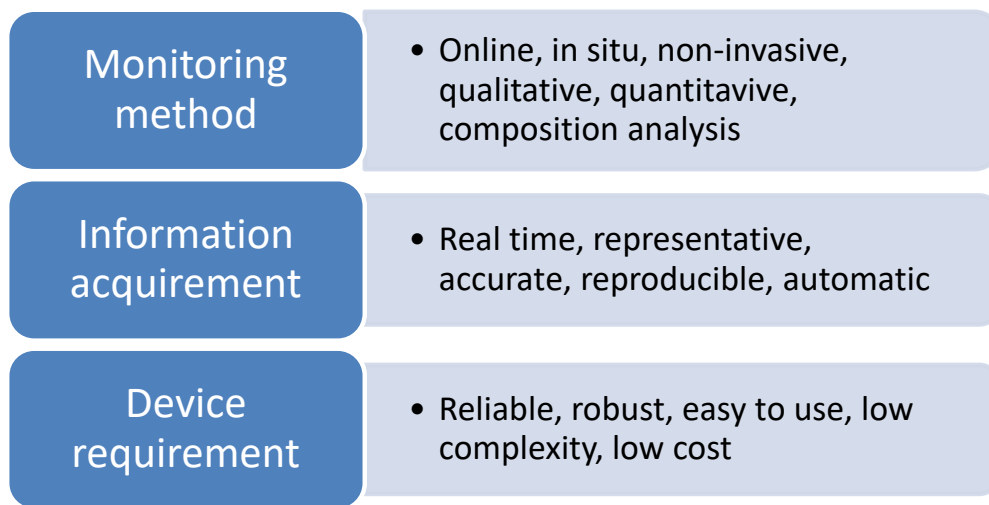 Monitoring
method
• Online, in situ, non-invasive,
qualitative, quantitavive,
composition analysis
Information
acquirement
• Real time, representative,
accurate, reproducible, automatic
Device
requirement
• Reliable, robust, easy to use, low
complexity, low cost